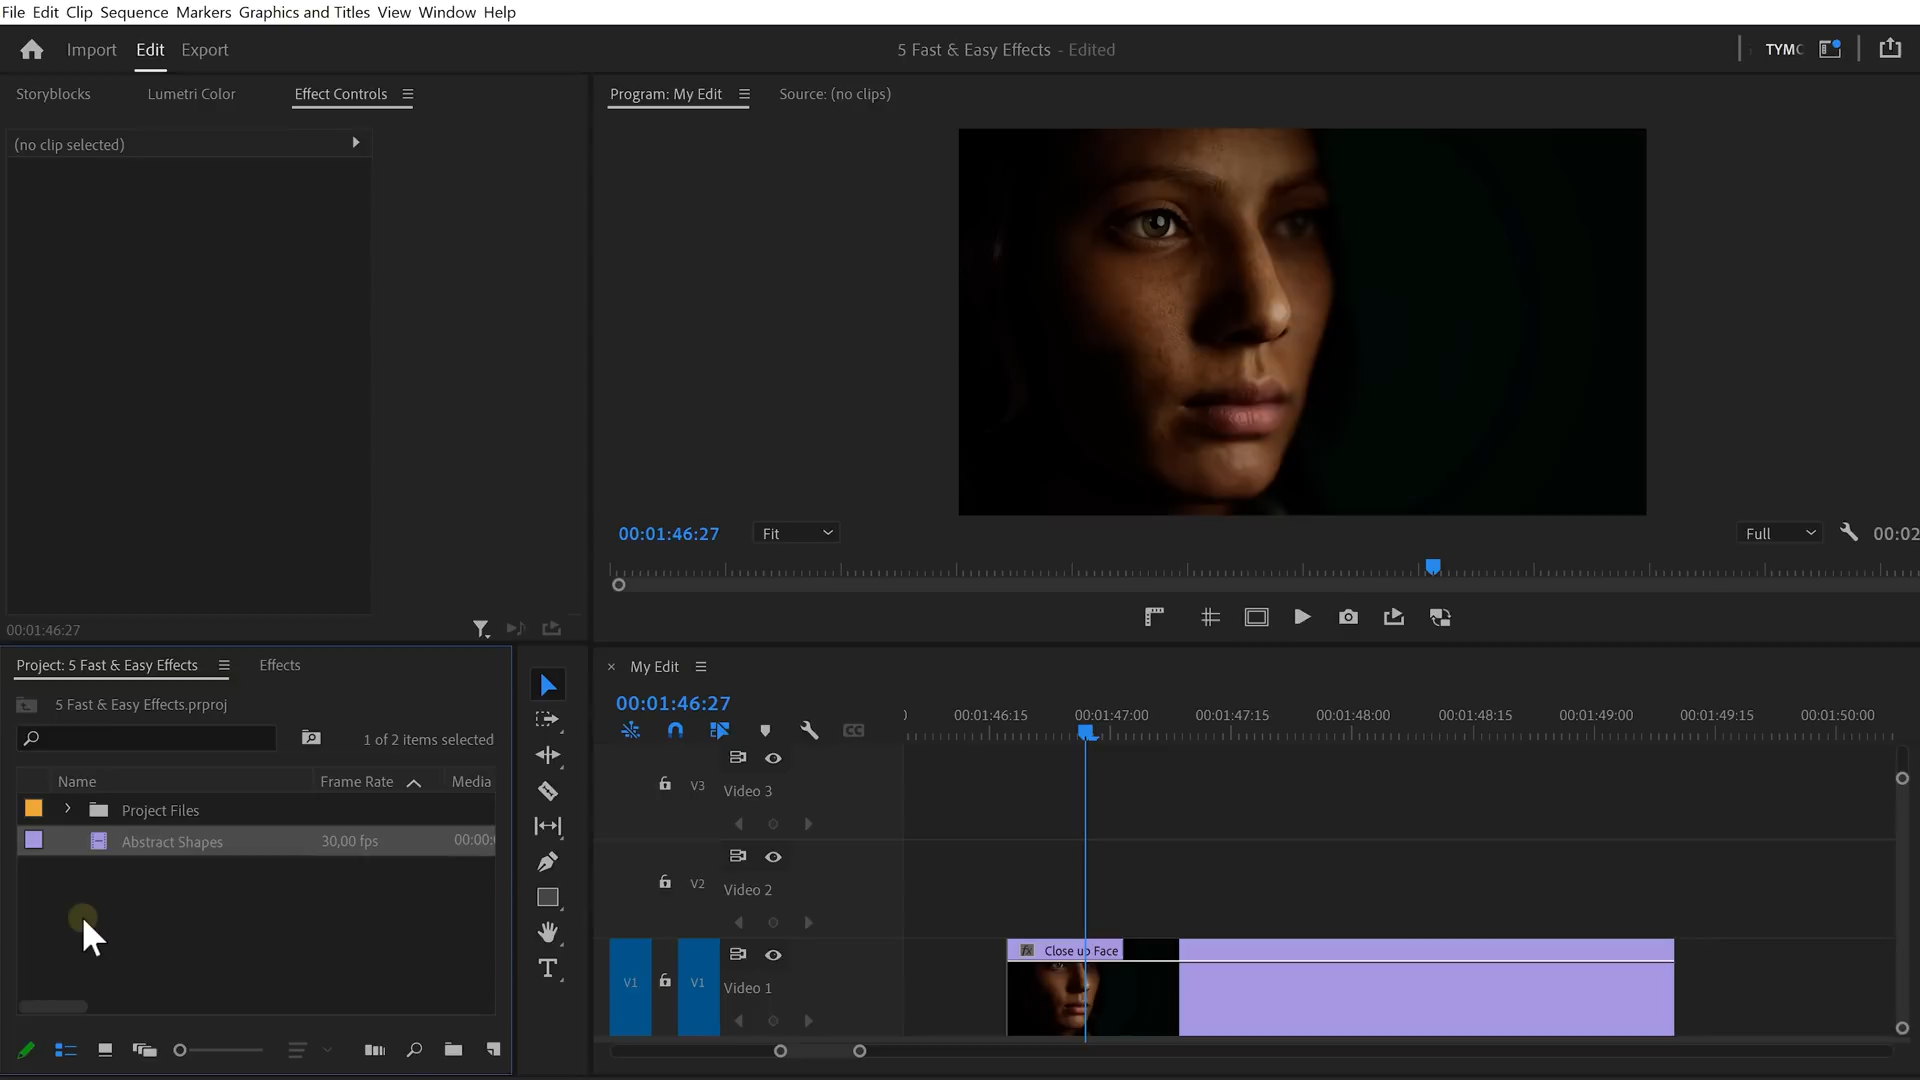 File Edit Clip Sequence Markers Graphics and Titles View Window Help
Import Edit Export
5 Fast & Easy Effects - Edited
TYMC
Storyblocks Lumetri Color Effect Controls
Program: My Edit Source: (no clips)
(no clip selected)
00:01:46:27 Fit Full 00:02
00:01:46:27
Project: 5 Fast & Easy Effects Effects
5 Fast & Easy Effects.prproj
1 of 2 items selected
Name Frame Rate Media
Project Files
Abstract Shapes 30,00 fps 00:00:
My Edit
00:01:46:27
00:01:46:15 00:01:47:00 00:01:47:15 00:01:48:00 00:01:48:15 00:01:49:00 00:01:49:15 00:01:50:00
CC
V3 Video 3
V2 Video 2
fx Close up Face
V1 V1 Video 1
T